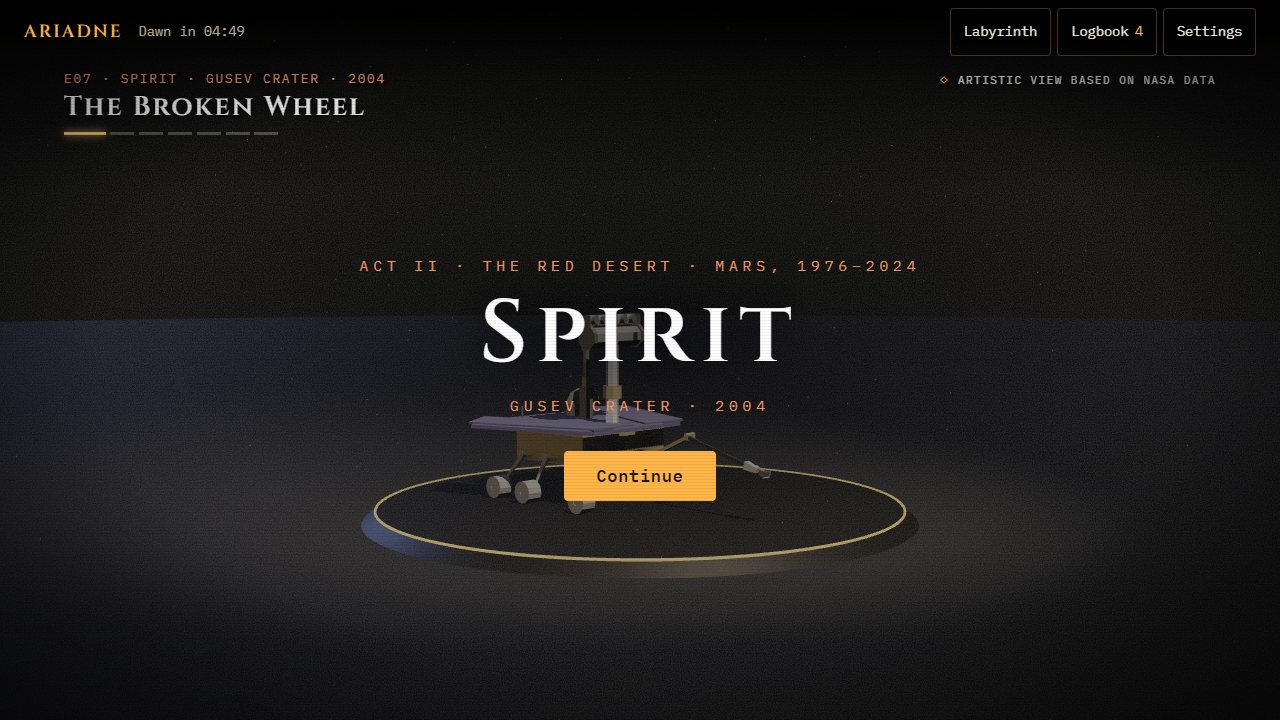 ARIADNE Dawn in 04:49 Labyrinth Logbook 4 Settings
E07 · SPIRIT · GUSEV CRATER · 2004
◇ ARTISTIC VIEW BASED ON NASA DATA
The Broken Wheel
ACT II · THE RED DESERT · MARS, 1976–2024
SPIRIT
GUSEV CRATER · 2004
Continue